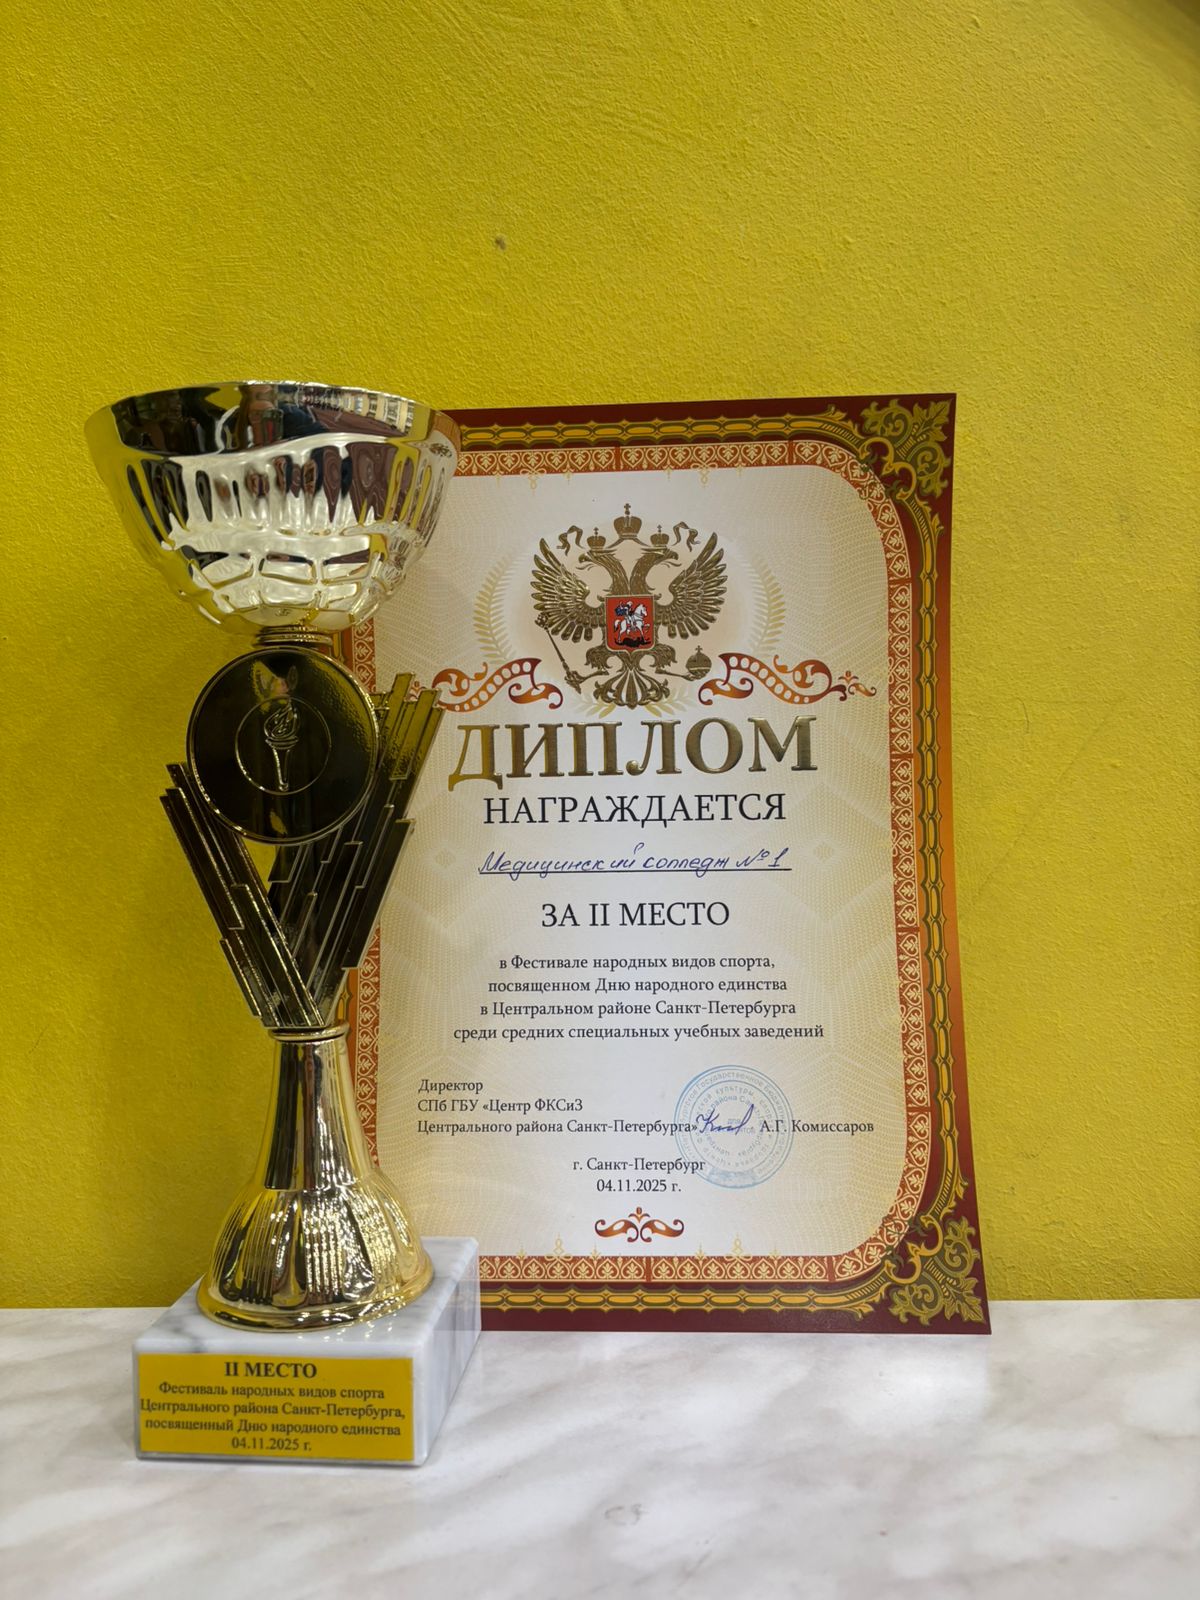 ДИПЛОМ
НАГРАЖДАЕТСЯ
Медицинский колледж №1
ЗА II МЕСТО
в Фестивале народных видов спорта,
посвященном Дню народного единства
в Центральном районе Санкт-Петербурга
среди средних специальных учебных заведений
Директор
СПб ГБУ «Центр ФКСиЗ
Центрального района Санкт-Петербурга» А.Г. Комиссаров
г. Санкт-Петербург
04.11.2025 г.
II МЕСТО
Фестиваль народных видов спорта
Центрального района Санкт-Петербурга,
посвященный Дню народного единства
04.11.2025 г.